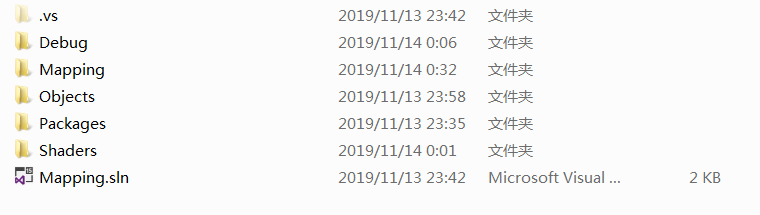 .vs 2019/11/13 23:42 文件夹
Debug 2019/11/14 0:06 文件夹
Mapping 2019/11/14 0:32 文件夹
Objects 2019/11/13 23:58 文件夹
Packages 2019/11/13 23:35 文件夹
Shaders 2019/11/14 0:01 文件夹
Mapping.sln 2019/11/13 23:42 Microsoft Visual ... 2 KB